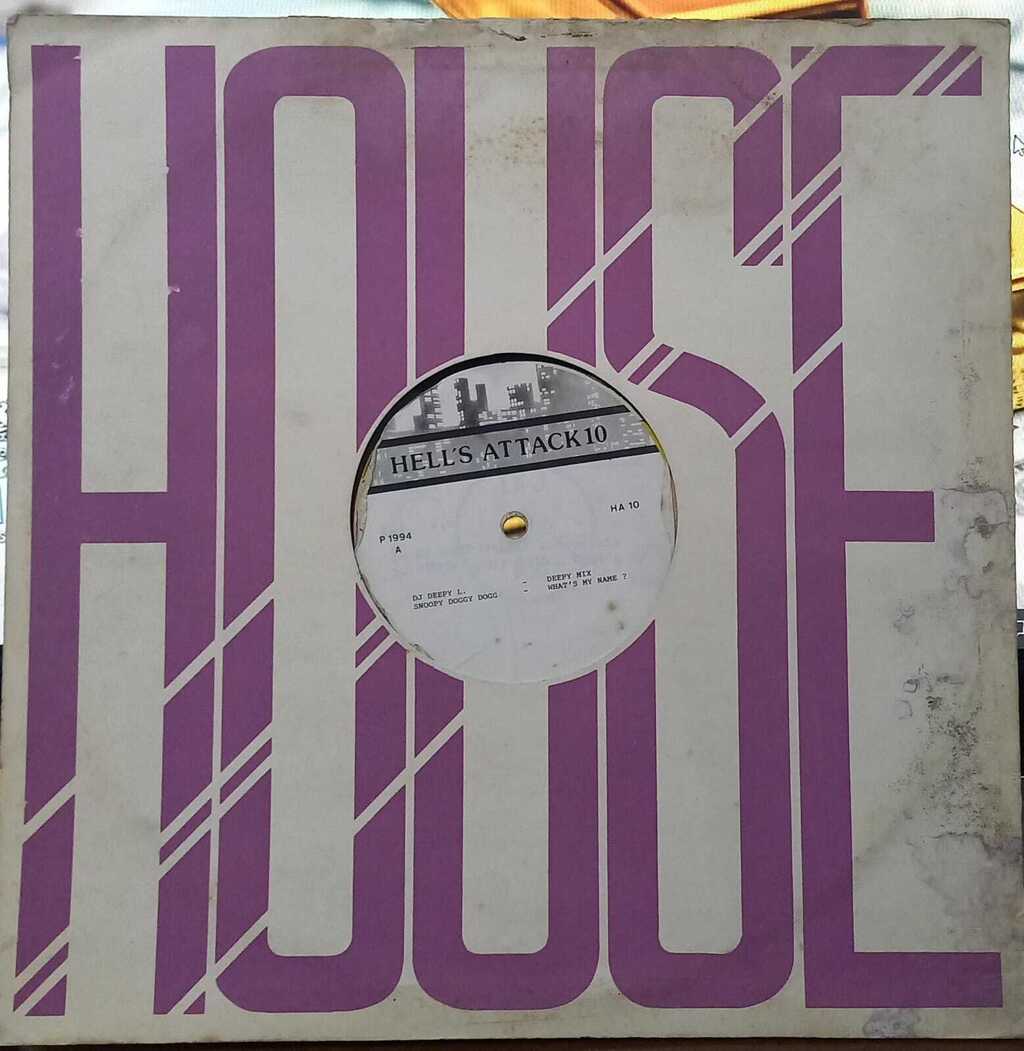 HOUSE
HELL'S ATTACK 10
P 1994
HA 10
A
DJ DEEPY L. - DEEPY MIX
SNOOPY DOGGY DOGG - WHAT'S MY NAME ?